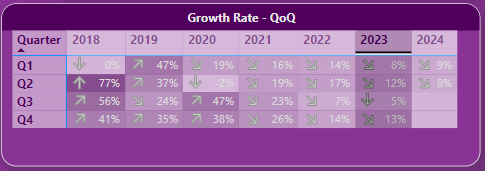 Growth Rate - QoQ
Quarter 2018 2019 2020 2021 2022 2023 2024
Q1 0% 47% 19% 16% 14% 8% 9%
Q2 77% 37% -2% 19% 17% 12% 8%
Q3 56% 24% 47% 23% 7% 5%
Q4 41% 35% 38% 26% 14% 13%